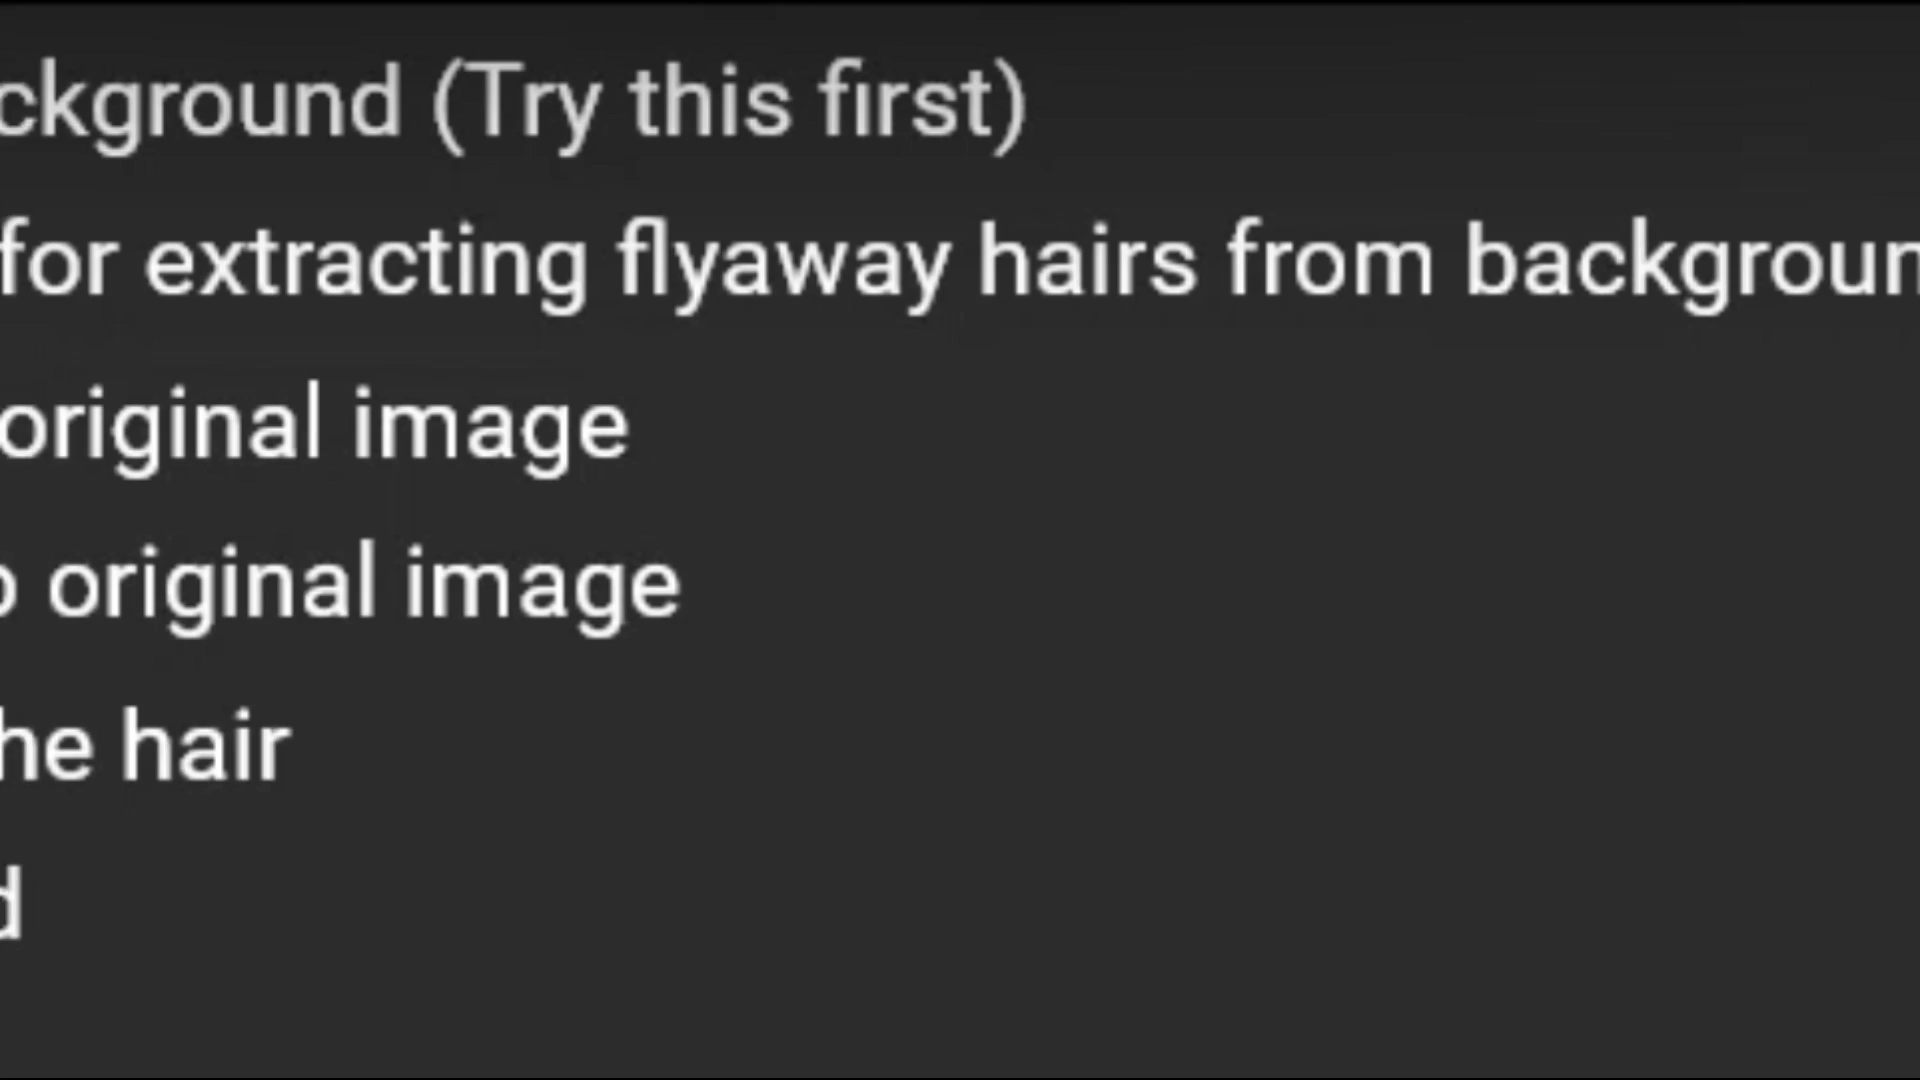 ckground (Try this first)
for extracting flyaway hairs from backgroun
original image
o original image
he hair
d